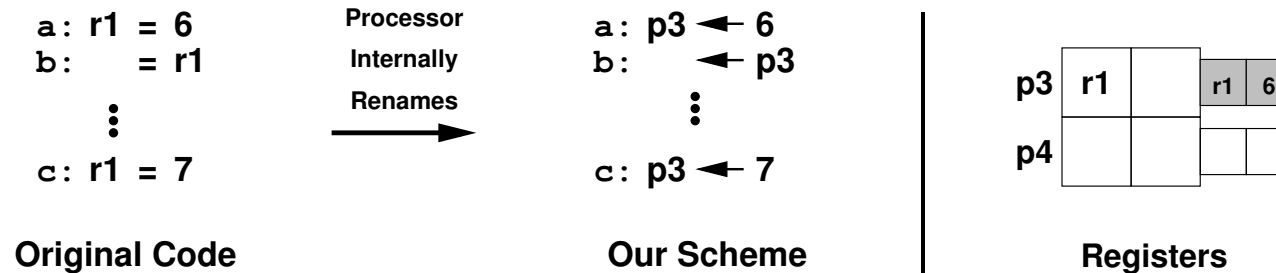 a: r1 = 6
b: = r1
c: r1 = 7
Original Code
Processor
Internally
Renames
a: p3 ← 6
b: ← p3
c: p3 ← 7
Our Scheme
p3 r1 r1 6
p4
Registers